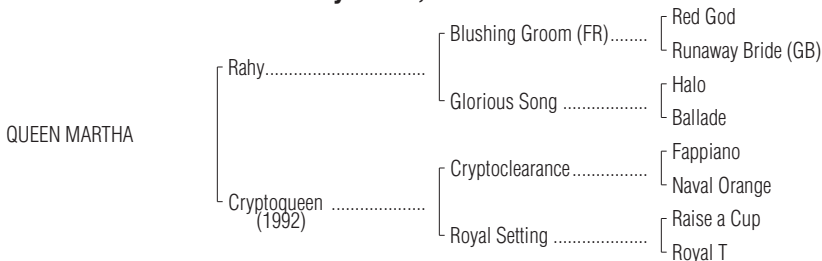 Red God
Blushing Groom (FR)........
Runaway Bride (GB)
Rahy.................................
Halo
Glorious Song ..................
Ballade
QUEEN MARTHA
Fappiano
Cryptoclearance................
Naval Orange
Cryptoqueen ....................
(1992)
Raise a Cup
Royal Setting ....................
Royal T